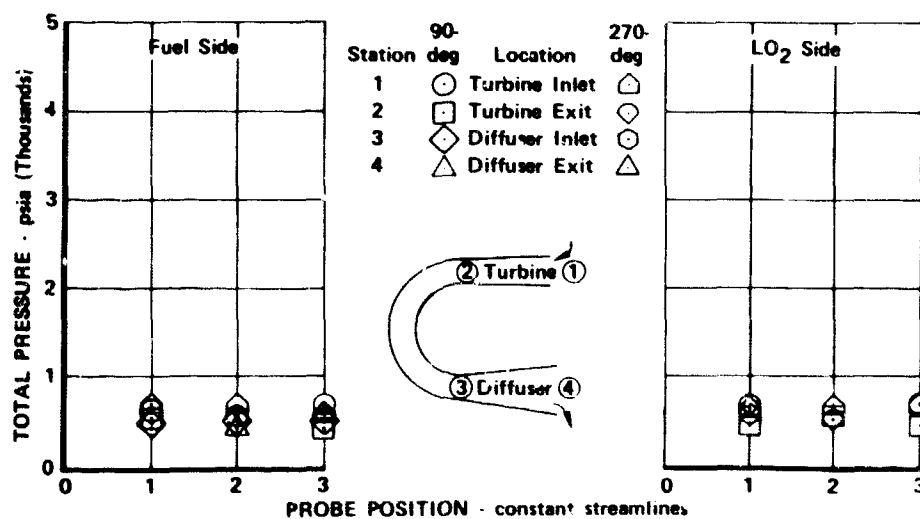 5
4
3
2
1
0
TOTAL PRESSURE - psia (Thousands)
Fuel Side
90-
270-
Station deg Location deg
1 Turbine Inlet
2 Turbine Exit
3 Diffuser Inlet
4 Diffuser Exit
LO2 Side
2 Turbine 1
3 Diffuser 4
0 1 2 3
0 1 2 3
PROBE POSITION - constant streamlines